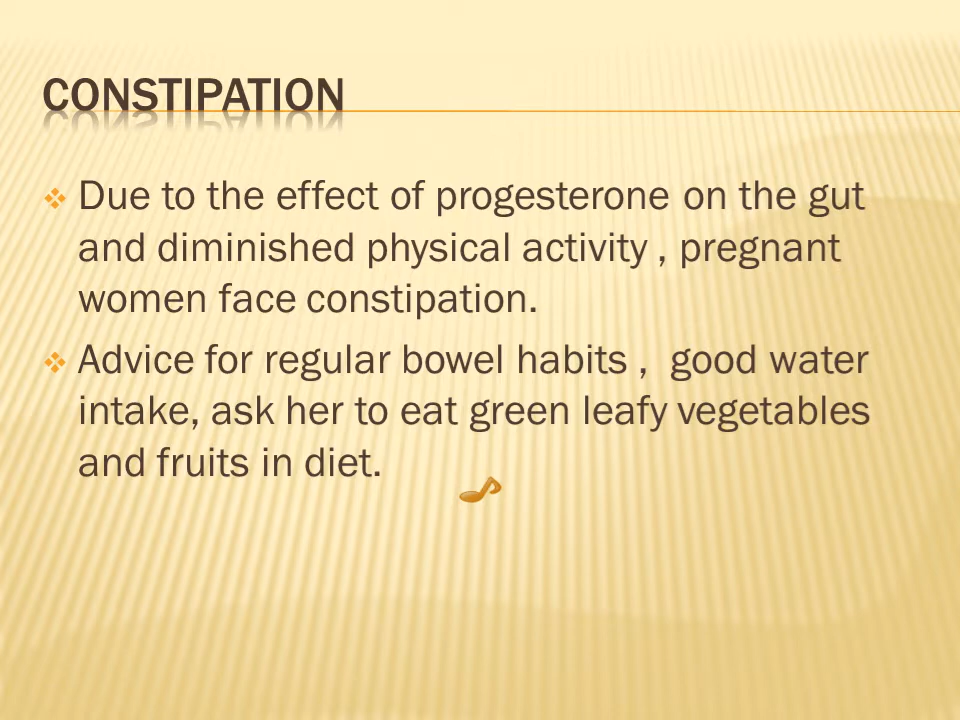 CONSTIPATION
Due to the effect of progesterone on the gut
and diminished physical activity , pregnant
women face constipation.
Advice for regular bowel habits ,  good water
intake, ask her to eat green leafy vegetables
and fruits in diet.